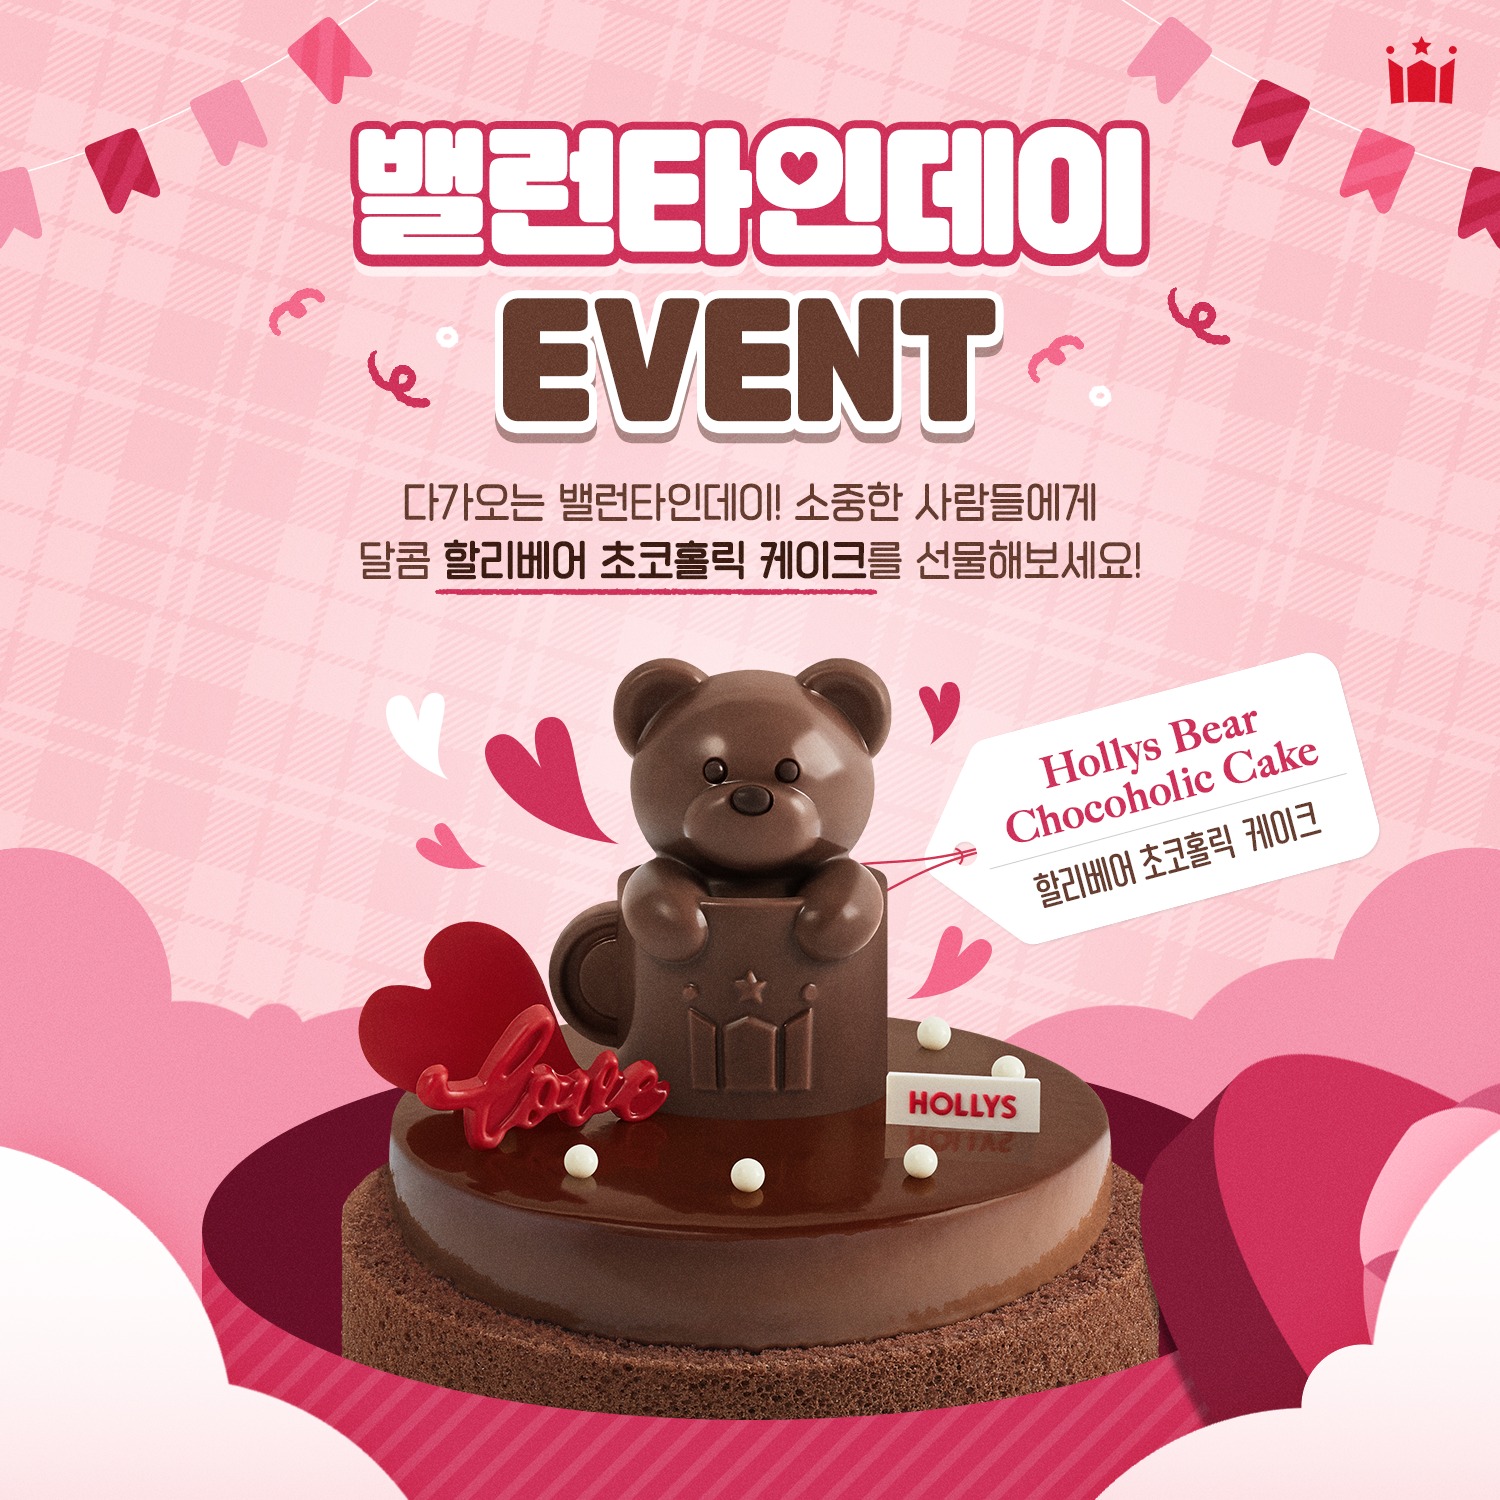 밸런타인데이
EVENT
다가오는 밸런타인데이! 소중한 사람들에게
달콤 할리베어 초코홀릭 케이크를 선물해보세요!
Hollys Bear
Chocoholic Cake
할리베어 초코홀릭 케이크
love
HOLLYS